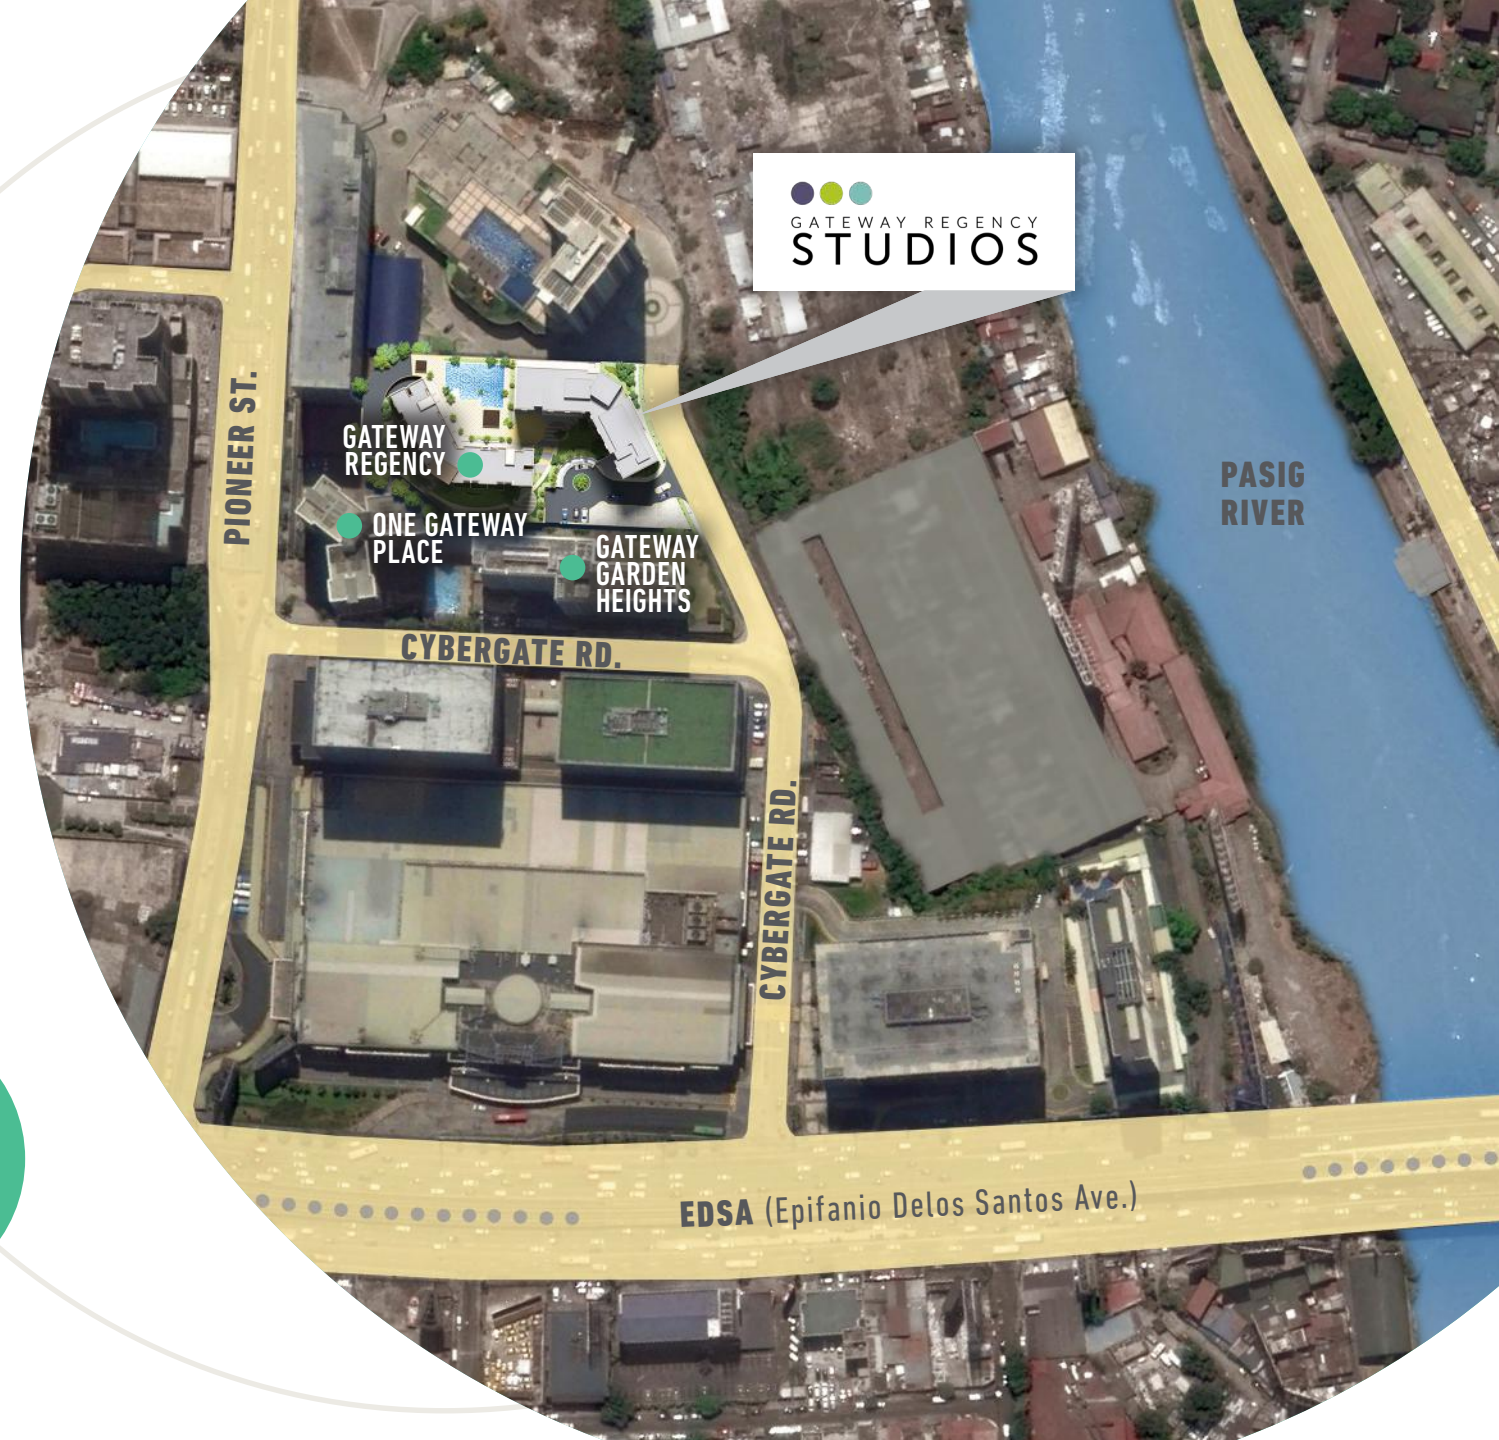 GATEWAY REGENCY
STUDIOS
PIONEER ST.
GATEWAY
REGENCY
ONE GATEWAY
PLACE
GATEWAY
GARDEN
HEIGHTS
PASIG
RIVER
CYBERGATE RD.
CYBERGATE RD.
EDSA (Epifanio Delos Santos Ave.)